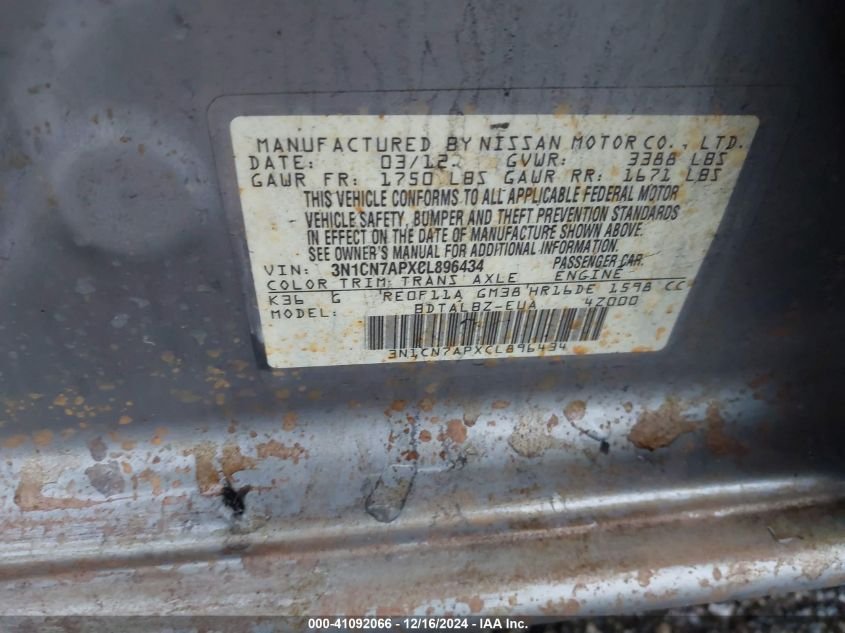 MANUFACTURED BY NISSAN MOTOR CO., LTD.
DATE: 03/12 GVWR: 3388 LBS
GAWR FR: 1750 LBS GAWR RR: 1671 LBS
THIS VEHICLE CONFORMS TO ALL APPLICABLE FEDERAL MOTOR
VEHICLE SAFETY, BUMPER AND THEFT PREVENTION STANDARDS
IN EFFECT ON THE DATE OF MANUFACTURE SHOWN ABOVE.
SEE OWNER'S MANUAL FOR ADDITIONAL INFORMATION.
VIN: 3N1CN7APXCL896434 PASSENGER CAR
COLOR TRIM: TRANS AXLE ENGINE
K36 G RE0F11A GM38 HR16DE 1598 CC
MODEL: BDTALBZ-EUA 4Z000
3N1CN7APXCL896434
000-41092066 - 12/16/2024 - IAA Inc.